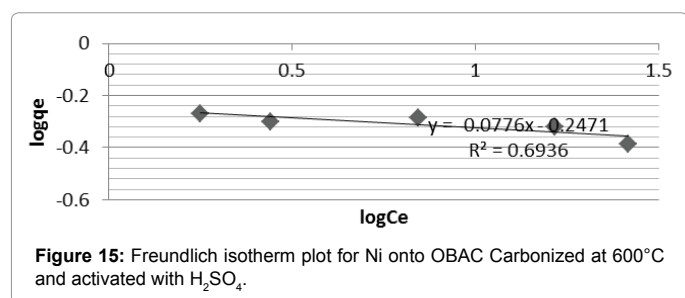 0
0
0.5
1
1.5
-0.2
-0.4
-0.6
logqe
y = 0.0776x - 0.2471
R² = 0.6936
logCe
Figure 15: Freundlich isotherm plot for Ni onto OBAC Carbonized at 600°C
and activated with H₂SO₄.